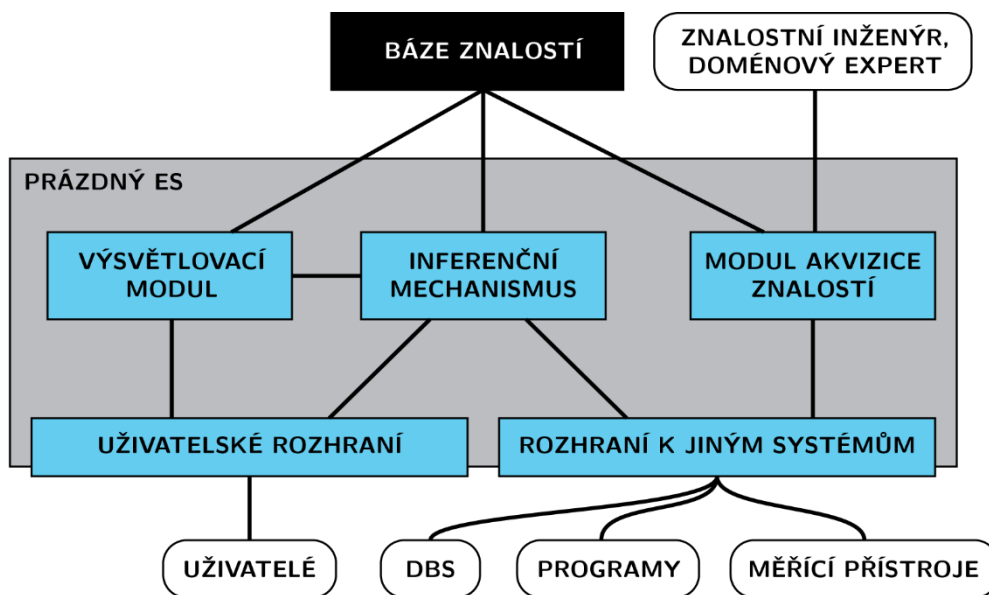 BÁZE ZNALOSTÍ
ZNALOSTNÍ INŽENÝR,
DOMÉNOVÝ EXPERT
PRÁZDNÝ ES
VÝSVĚTLOVACÍ
MODUL
INFERENČNÍ
MECHANISMUS
MODUL AKVIZICE
ZNALOSTÍ
UŽIVATELSKÉ ROZHRANÍ
ROZHRANÍ K JINÝM SYSTÉMŮM
UŽIVATELÉ
DBS
PROGRAMY
MĚŘÍCÍ PŘÍSTROJE